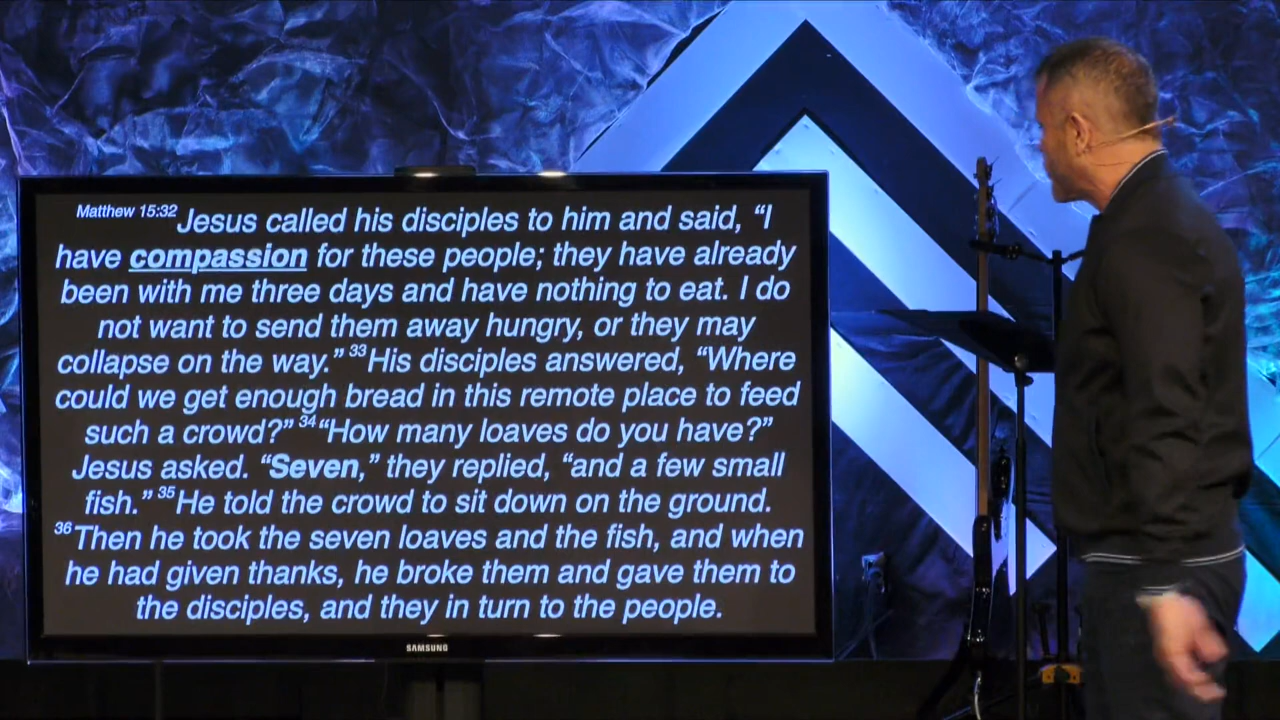 Matthew 15:32 Jesus called his disciples to him and said, “I
have compassion for these people; they have already
been with me three days and have nothing to eat. I do
not want to send them away hungry, or they may
collapse on the way.” 33 His disciples answered, “Where
could we get enough bread in this remote place to feed
such a crowd?” 34 “How many loaves do you have?”
Jesus asked. “Seven,” they replied, “and a few small
fish.” 35 He told the crowd to sit down on the ground.
36 Then he took the seven loaves and the fish, and when
he had given thanks, he broke them and gave them to
the disciples, and they in turn to the people.
SAMSUNG